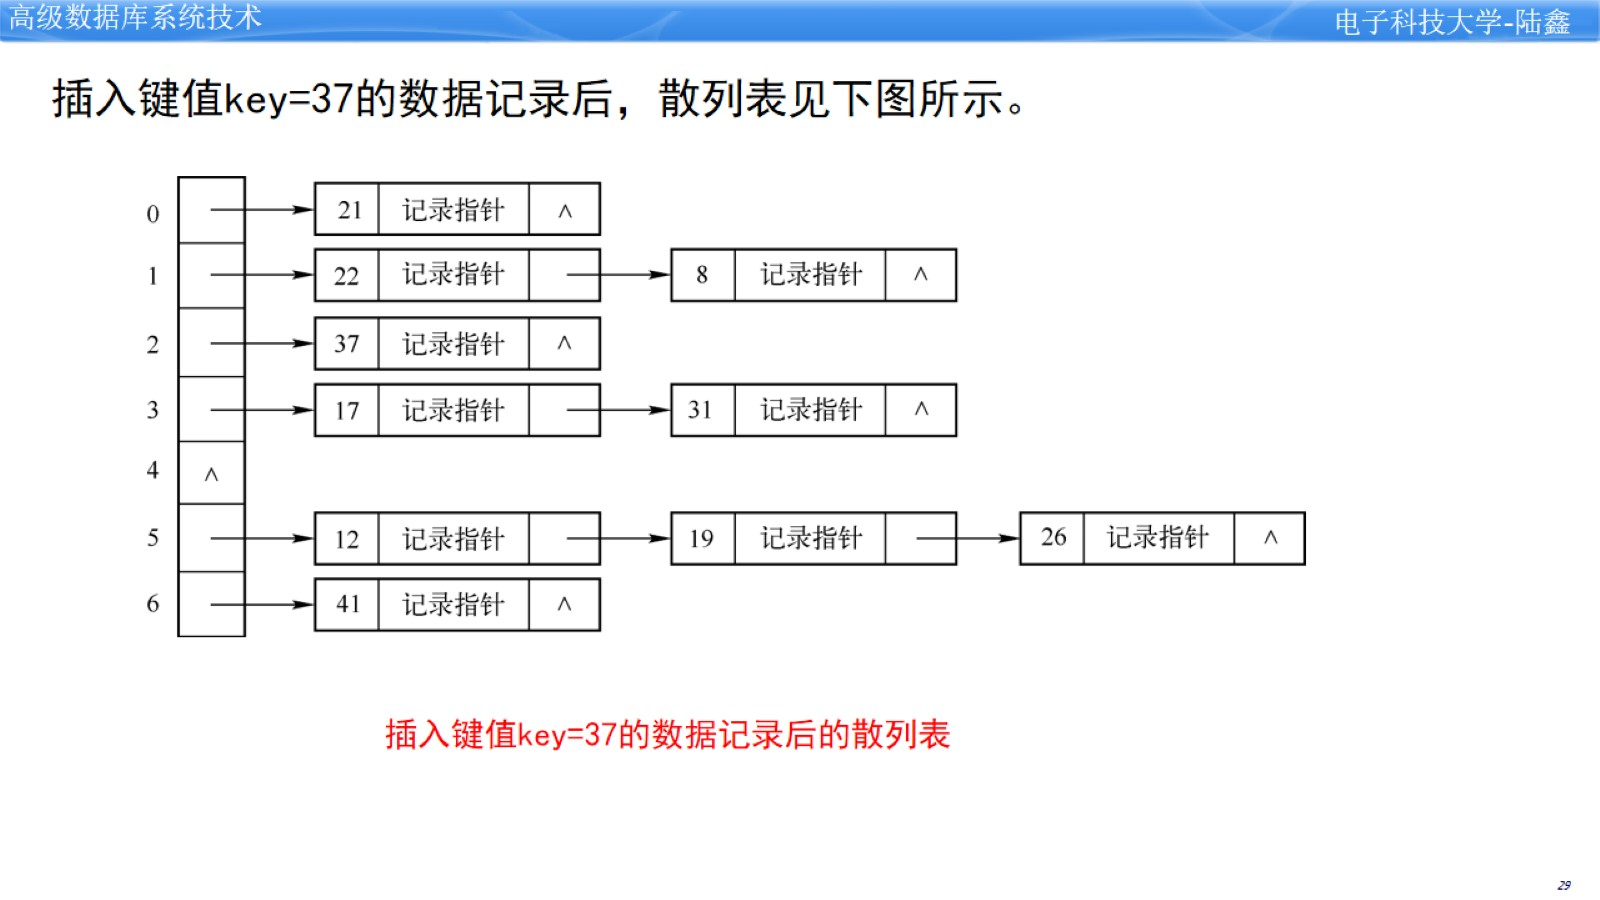 高级数据库系统技术
电子科技大学-陆鑫
插入键值key=37的数据记录后，散列表见下图所示。
0 21 记录指针 ∧
1 22 记录指针 8 记录指针 ∧
2 37 记录指针 ∧
3 17 记录指针 31 记录指针 ∧
4 ∧
5 12 记录指针 19 记录指针 26 记录指针 ∧
6 41 记录指针 ∧
插入键值key=37的数据记录后的散列表
29